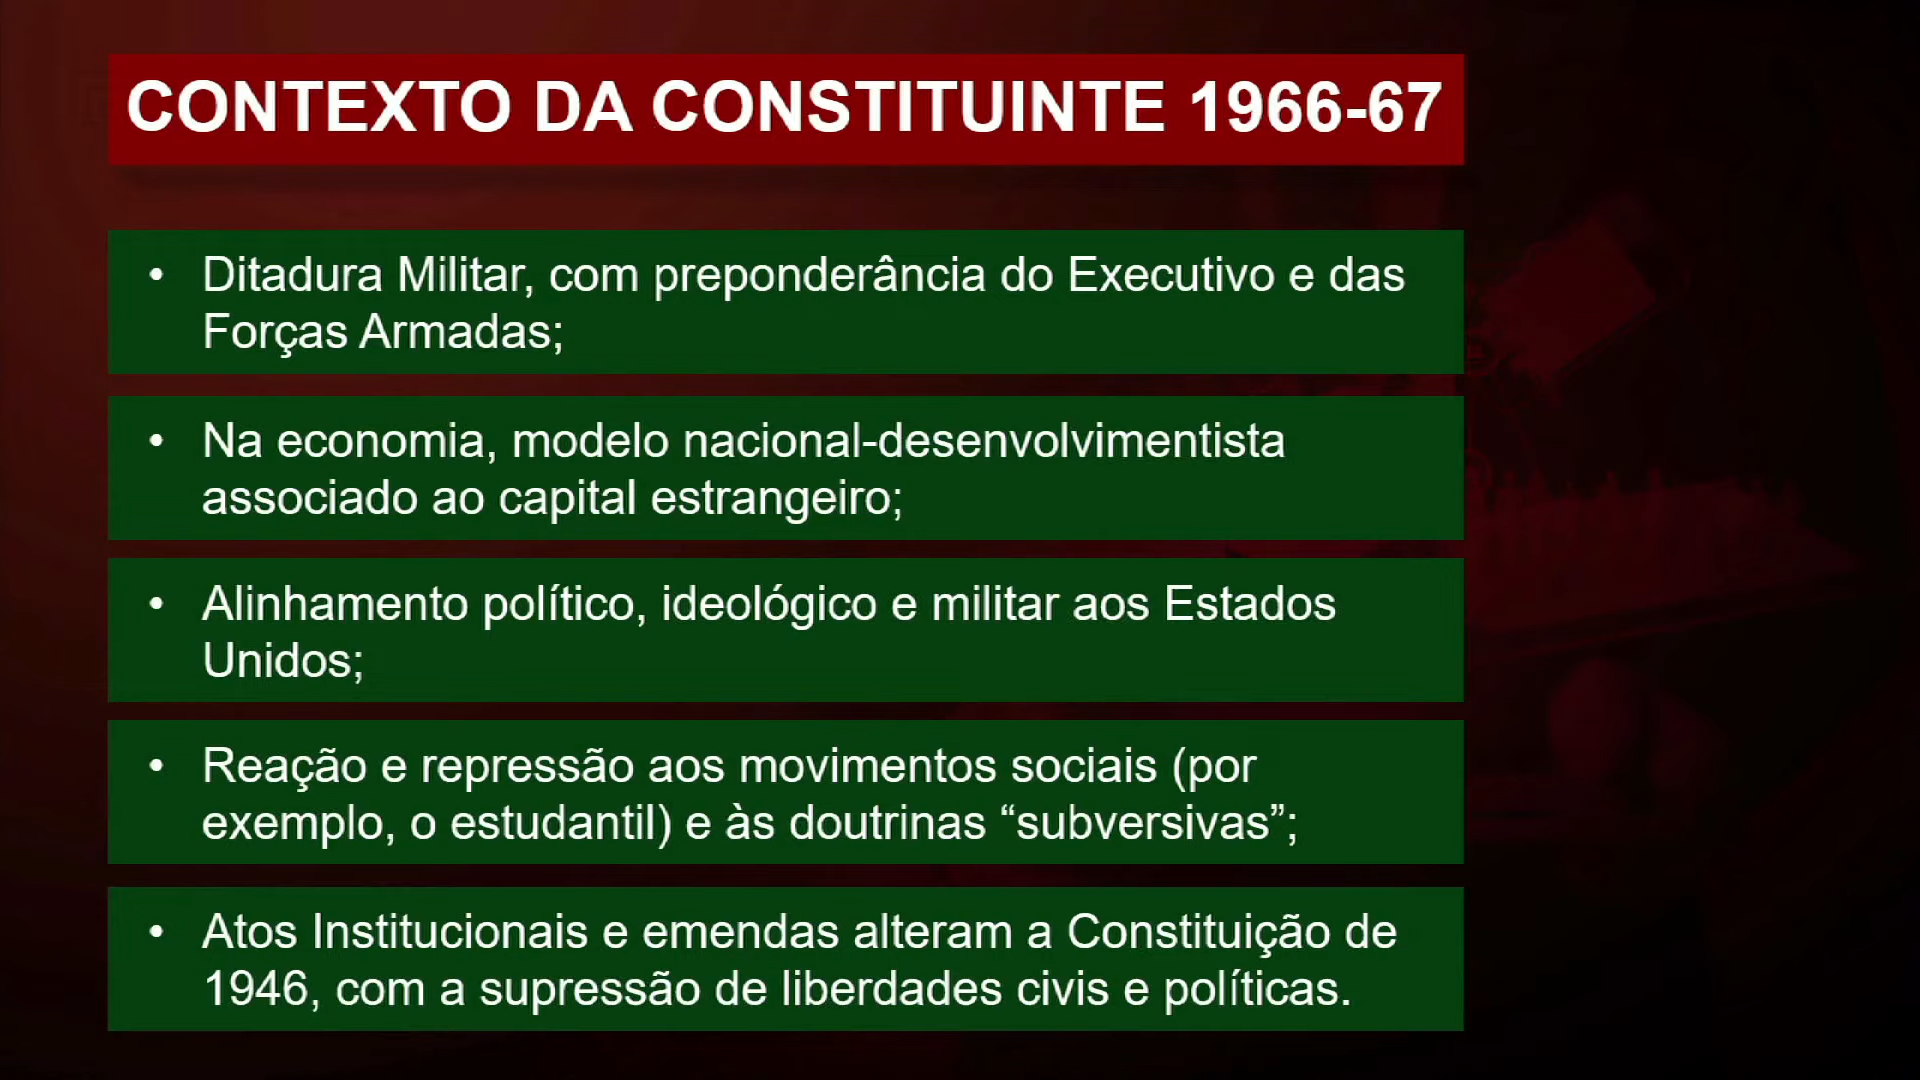 CONTEXTO DA CONSTITUINTE 1966-67
• Ditadura Militar, com preponderância do Executivo e das
Forças Armadas;
• Na economia, modelo nacional-desenvolvimentista
associado ao capital estrangeiro;
• Alinhamento político, ideológico e militar aos Estados
Unidos;
• Reação e repressão aos movimentos sociais (por
exemplo, o estudantil) e às doutrinas “subversivas”;
• Atos Institucionais e emendas alteram a Constituição de
1946, com a supressão de liberdades civis e políticas.